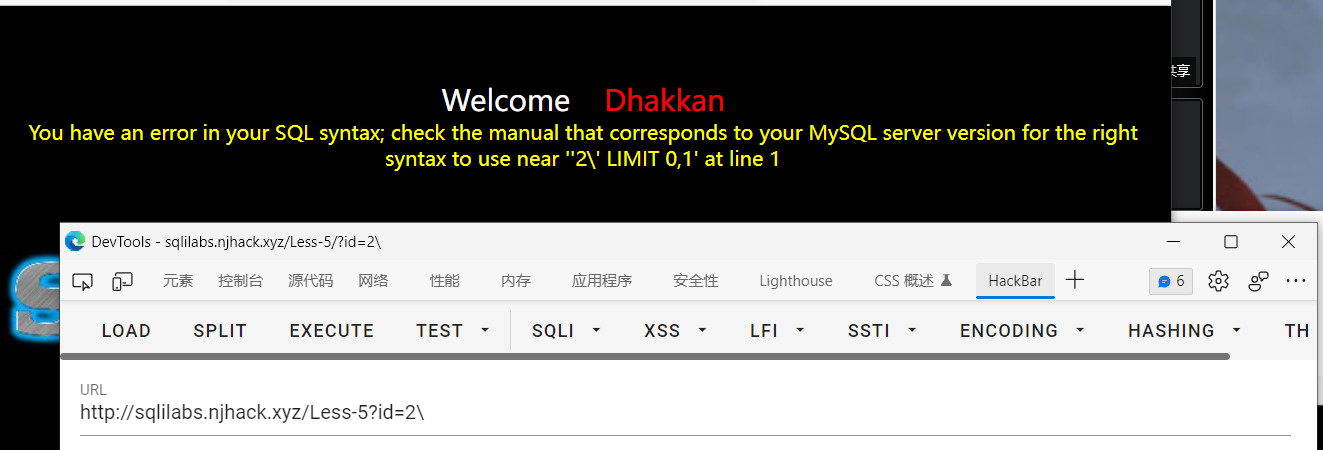 共享
Welcome Dhakkan
You have an error in your SQL syntax; check the manual that corresponds to your MySQL server version for the right
syntax to use near ''2\' LIMIT 0,1' at line 1
DevTools - sqlilabs.njhack.xyz/Less-5/?id=2\
元素 控制台 源代码 网络 性能 内存 应用程序 安全性 Lighthouse CSS 概述 HackBar 6
LOAD SPLIT EXECUTE TEST SQLI XSS LFI SSTI ENCODING HASHING TH
URL
http://sqlilabs.njhack.xyz/Less-5?id=2\